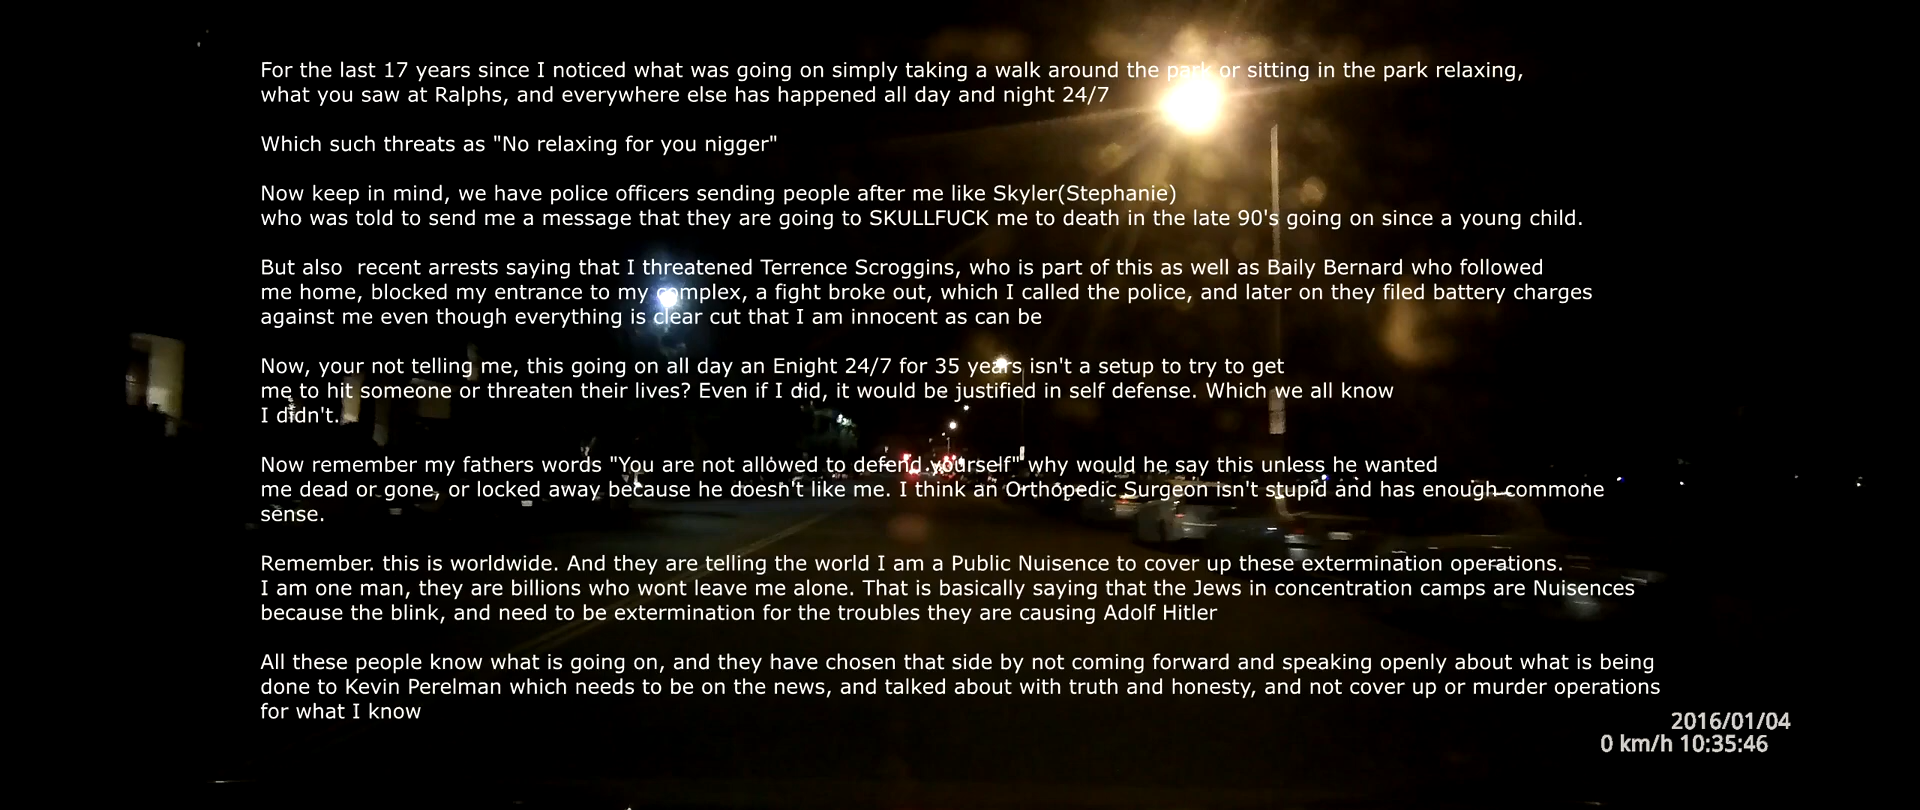 For the last 17 years since I noticed what was going on simply taking a walk around the park or sitting in the park relaxing,
what you saw at Ralphs, and everywhere else has happened all day and night 24/7
Which such threats as "No relaxing for you nigger"
Now keep in mind, we have police officers sending people after me like Skyler(Stephanie)
who was told to send me a message that they are going to SKULLFUCK me to death in the late 90's going on since a young child.
But also  recent arrests saying that I threatened Terrence Scroggins, who is part of this as well as Baily Bernard who followed
me home, blocked my entrance to my complex, a fight broke out, which I called the police, and later on they filed battery charges
against me even though everything is clear cut that I am innocent as can be
Now, your not telling me, this going on all day an Enight 24/7 for 35 years isn't a setup to try to get
me to hit someone or threaten their lives? Even if I did, it would be justified in self defense. Which we all know
I didn't.
Now remember my fathers words "You are not allowed to defend yourself" why would he say this unless he wanted
me dead or gone, or locked away because he doesn't like me. I think an Orthopedic Surgeon isn't stupid and has enough commone
sense.
Remember. this is worldwide. And they are telling the world I am a Public Nuisence to cover up these extermination operations.
I am one man, they are billions who wont leave me alone. That is basically saying that the Jews in concentration camps are Nuisences
because the blink, and need to be extermination for the troubles they are causing Adolf Hitler
All these people know what is going on, and they have chosen that side by not coming forward and speaking openly about what is being
done to Kevin Perelman which needs to be on the news, and talked about with truth and honesty, and not cover up or murder operations
for what I know
2016/01/04
0 km/h 10:35:46